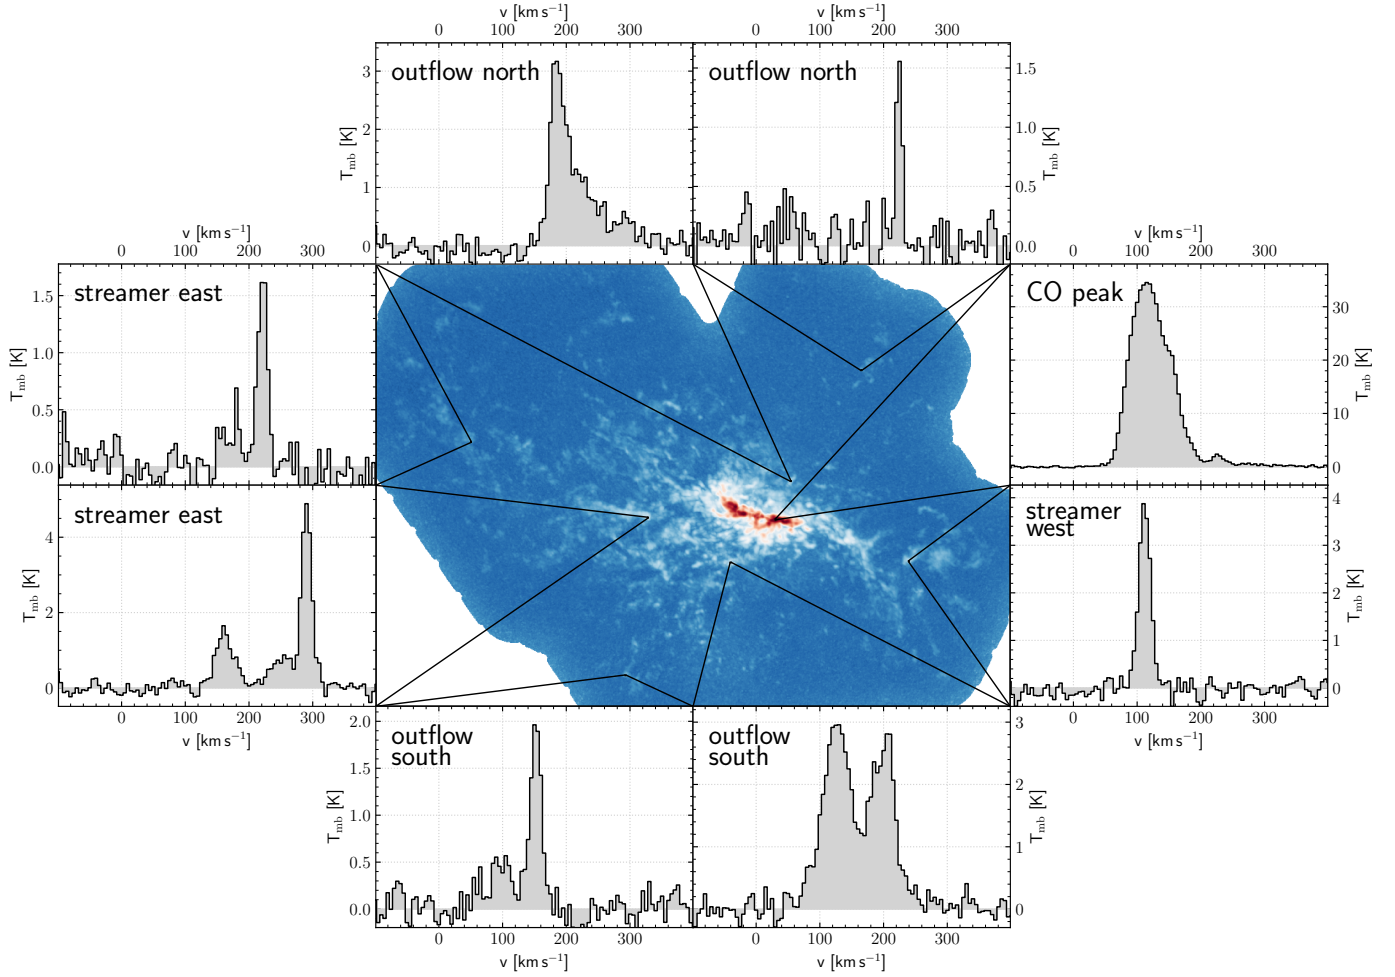 v [km s⁻¹]
0 100 200 300
v [km s⁻¹]
0 100 200 300
outflow north
T_mb [K]
3
2
1
0
outflow north
T_mb [K]
1.5
1.0
0.5
0.0
v [km s⁻¹]
0 100 200 300
streamer east
T_mb [K]
1.5
1.0
0.5
0.0
v [km s⁻¹]
0 100 200 300
CO peak
T_mb [K]
30
20
10
0
streamer east
T_mb [K]
4
2
0
0 100 200 300
v [km s⁻¹]
streamer
west
T_mb [K]
4
3
2
1
0
0 100 200 300
v [km s⁻¹]
outflow
south
T_mb [K]
2.0
1.5
1.0
0.5
0.0
0 100 200 300
v [km s⁻¹]
outflow
south
T_mb [K]
3
2
1
0
0 100 200 300
v [km s⁻¹]